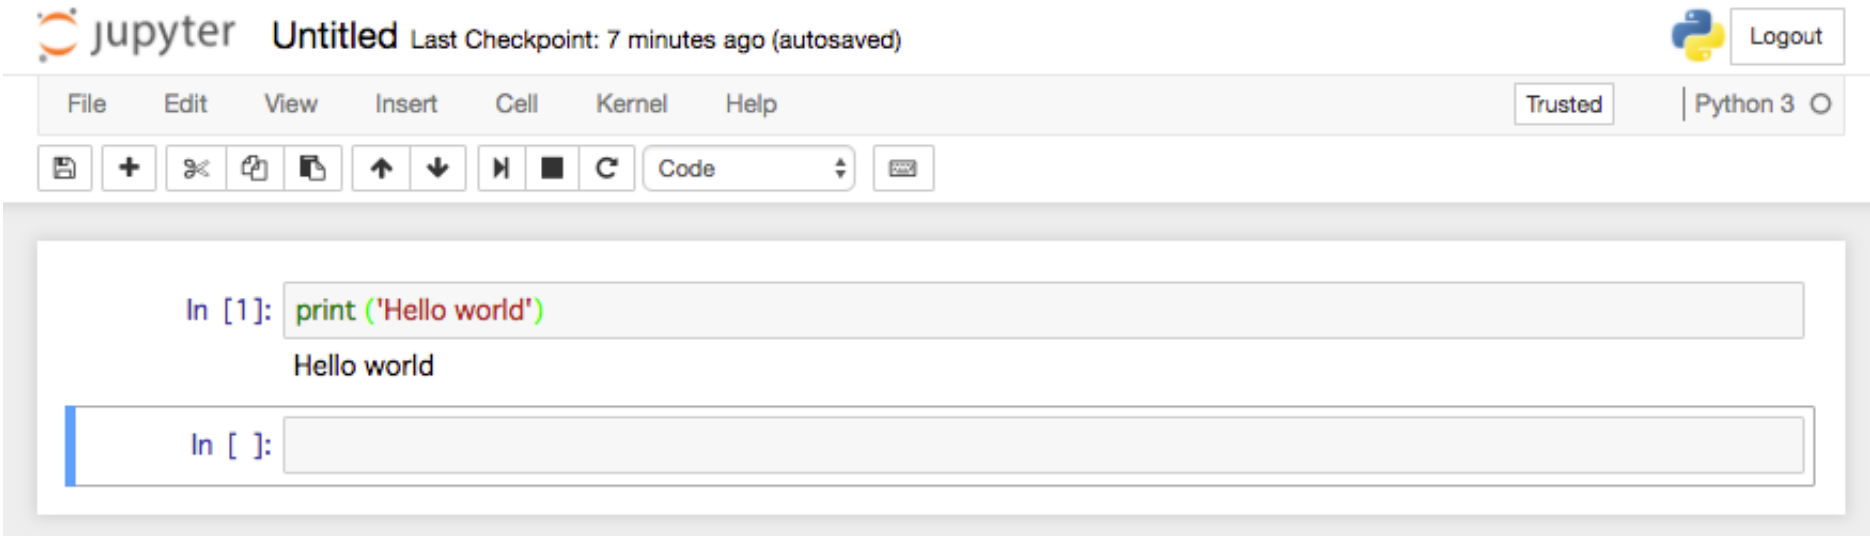 jupyter Untitled Last Checkpoint: 7 minutes ago (autosaved) Logout
File Edit View Insert Cell Kernel Help Trusted Python 3
Code
In [1]: print ('Hello world')
Hello world
In [ ]: